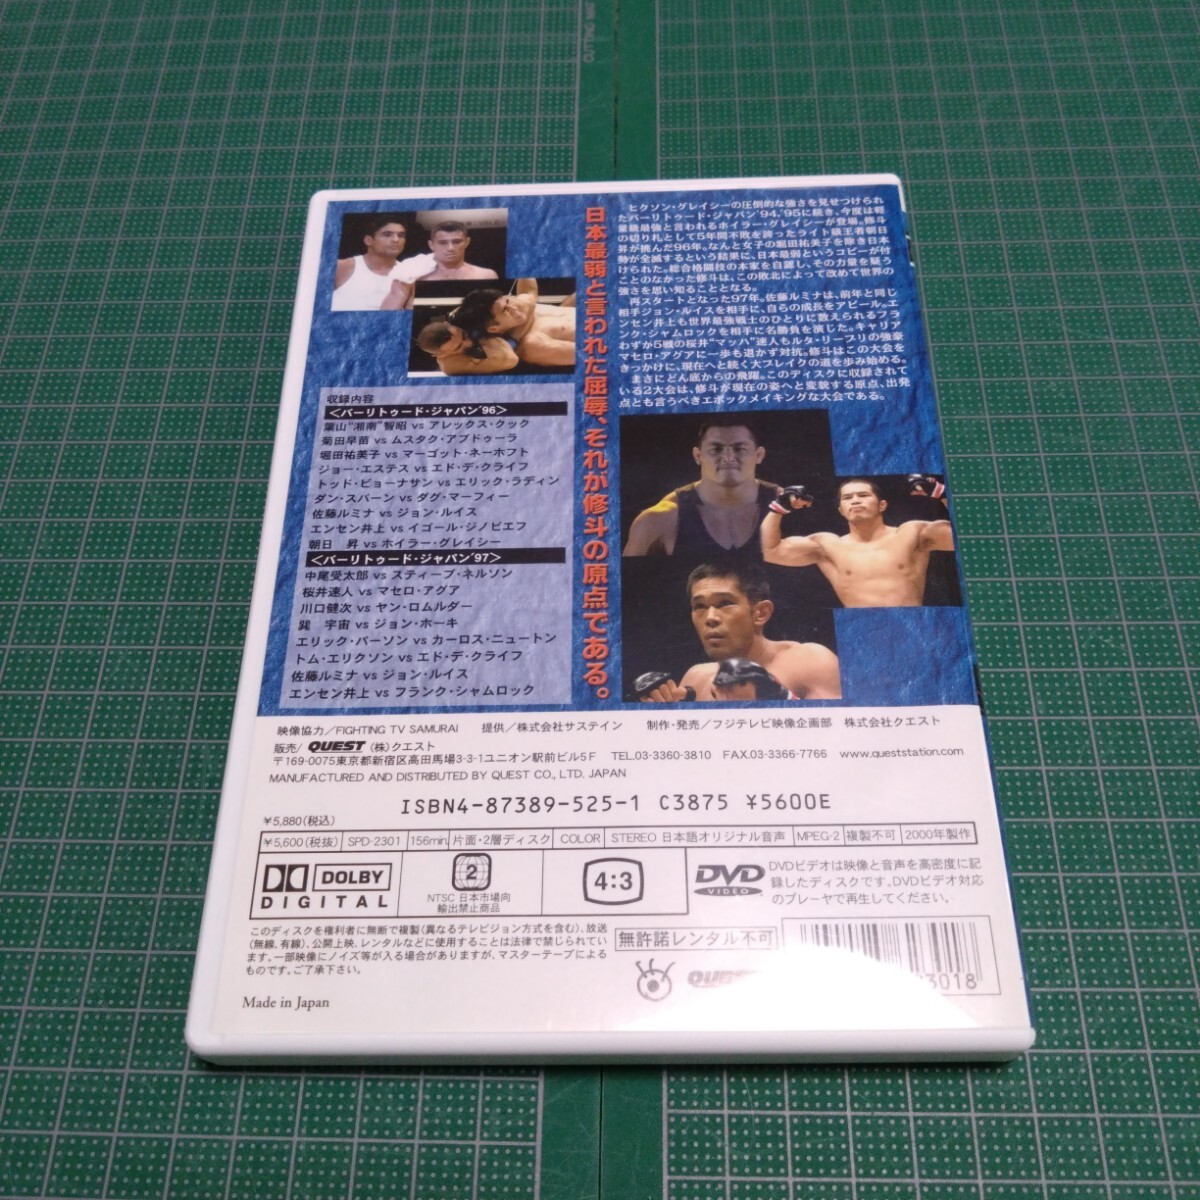 ヒクソン・グレイシーの圧倒的な強さを見せつけられ
たバーリトゥード・ジャパン'94,'95に続き、今度は軽
量級最強と言われるホイラー・グレイシーが登場。修斗
の切り札として5年間不敗を誇ったライト級王者朝日
昇が挑んだ96年。なんと女子の堀田祐美子を除き日本
勢が全滅するという結果に、日本最弱というコピーが付
けられた。総合格闘技の本家を自認し、その力量を疑う
ことのなかった修斗は、この敗北によって改めて世界の
強さを思い知ることとなる。
再スタートとなった97年。佐藤ルミナは、前年と同じ
相手ジョン・ルイスを相手に、自らの成長をアピール。エ
ンセン井上も世界最強戦士のひとりに数えられるフラ
ンク・シャムロックを相手に名勝負を演じた。キャリア
わずか5戦の桜井"マッハ"速人もルタ・リーブリの強豪
マセロ・アグアに一歩も退かず対抗。修斗はこの大会を
きっかけに、現在へと続く大ブレイクの道を歩み始める。
まさにどん底からの飛躍。このディスクに収録されて
いる2大会は、修斗が現在の姿へと変貌する原点、出発
点とも言うべきエポックメイキングな大会である。
日本最弱と言われた屈辱、それが修斗の原点である。
収録内容
<バーリトゥード・ジャパン'96>
葉山"湘南"智昭 vs アレックス・クック
菊田早苗 vs ムスタク・アブドゥーラ
堀田祐美子 vs マーゴット・ネーホフト
ジョー・エステス vs エド・デ・クライフ
トッド・ビョーナサン vs エリック・ラディン
ダン・スバーン vs ダグ・マーフィー
佐藤ルミナ vs ジョン・ルイス
エンセン井上 vs イゴール・ジノビエフ
朝日　昇 vs ホイラー・グレイシー
<バーリトゥード・ジャパン'97>
中尾受太郎 vs スティーブ・ネルソン
桜井速人 vs マセロ・アグア
川口健次 vs ヤン・ロムルダー
巽　宇宙 vs ジョン・ホーキ
エリック・パーソン vs カーロス・ニュートン
トム・エリクソン vs エド・デ・クライフ
佐藤ルミナ vs ジョン・ルイス
エンセン井上 vs フランク・シャムロック
映像協力／FIGHTING TV SAMURAI　提供／株式会社サステイン　制作・発売／フジテレビ映像企画部　株式会社クエスト
販売／ QUEST (株)クエスト
〒169-0075東京都新宿区高田馬場3-3-1ユニオン駅前ビル5F　TEL.03-3360-3810　FAX.03-3366-7766　www.queststation.com
MANUFACTURED AND DISTRIBUTED BY QUEST CO., LTD. JAPAN
ISBN4-87389-525-1 C3875 ¥5600E
¥5,880(税込)
¥5,600(税抜) SPD-2301 156min. 片面・2層ディスク COLOR STEREO 日本語オリジナル音声 MPEG-2 複製不可 2000年製作
DOLBY
DIGITAL
2
NTSC 日本市場向
輸出禁止商品
4:3
DVD
VIDEO
DVDビデオは映像と音声を高密度に記
録したディスクです。DVDビデオ対応
のプレーヤで再生してください。
このディスクを権利者に無断で複製(異なるテレビジョン方式を含む)、放送
(無線、有線)、公開上映、レンタルなどに使用することは法律で禁じられていま
す。一部映像にノイズ等が入る場合がありますが、マスターテープによる
ものです。ご了承下さい。
無許諾レンタル不可
QUEST
3018
Made in Japan